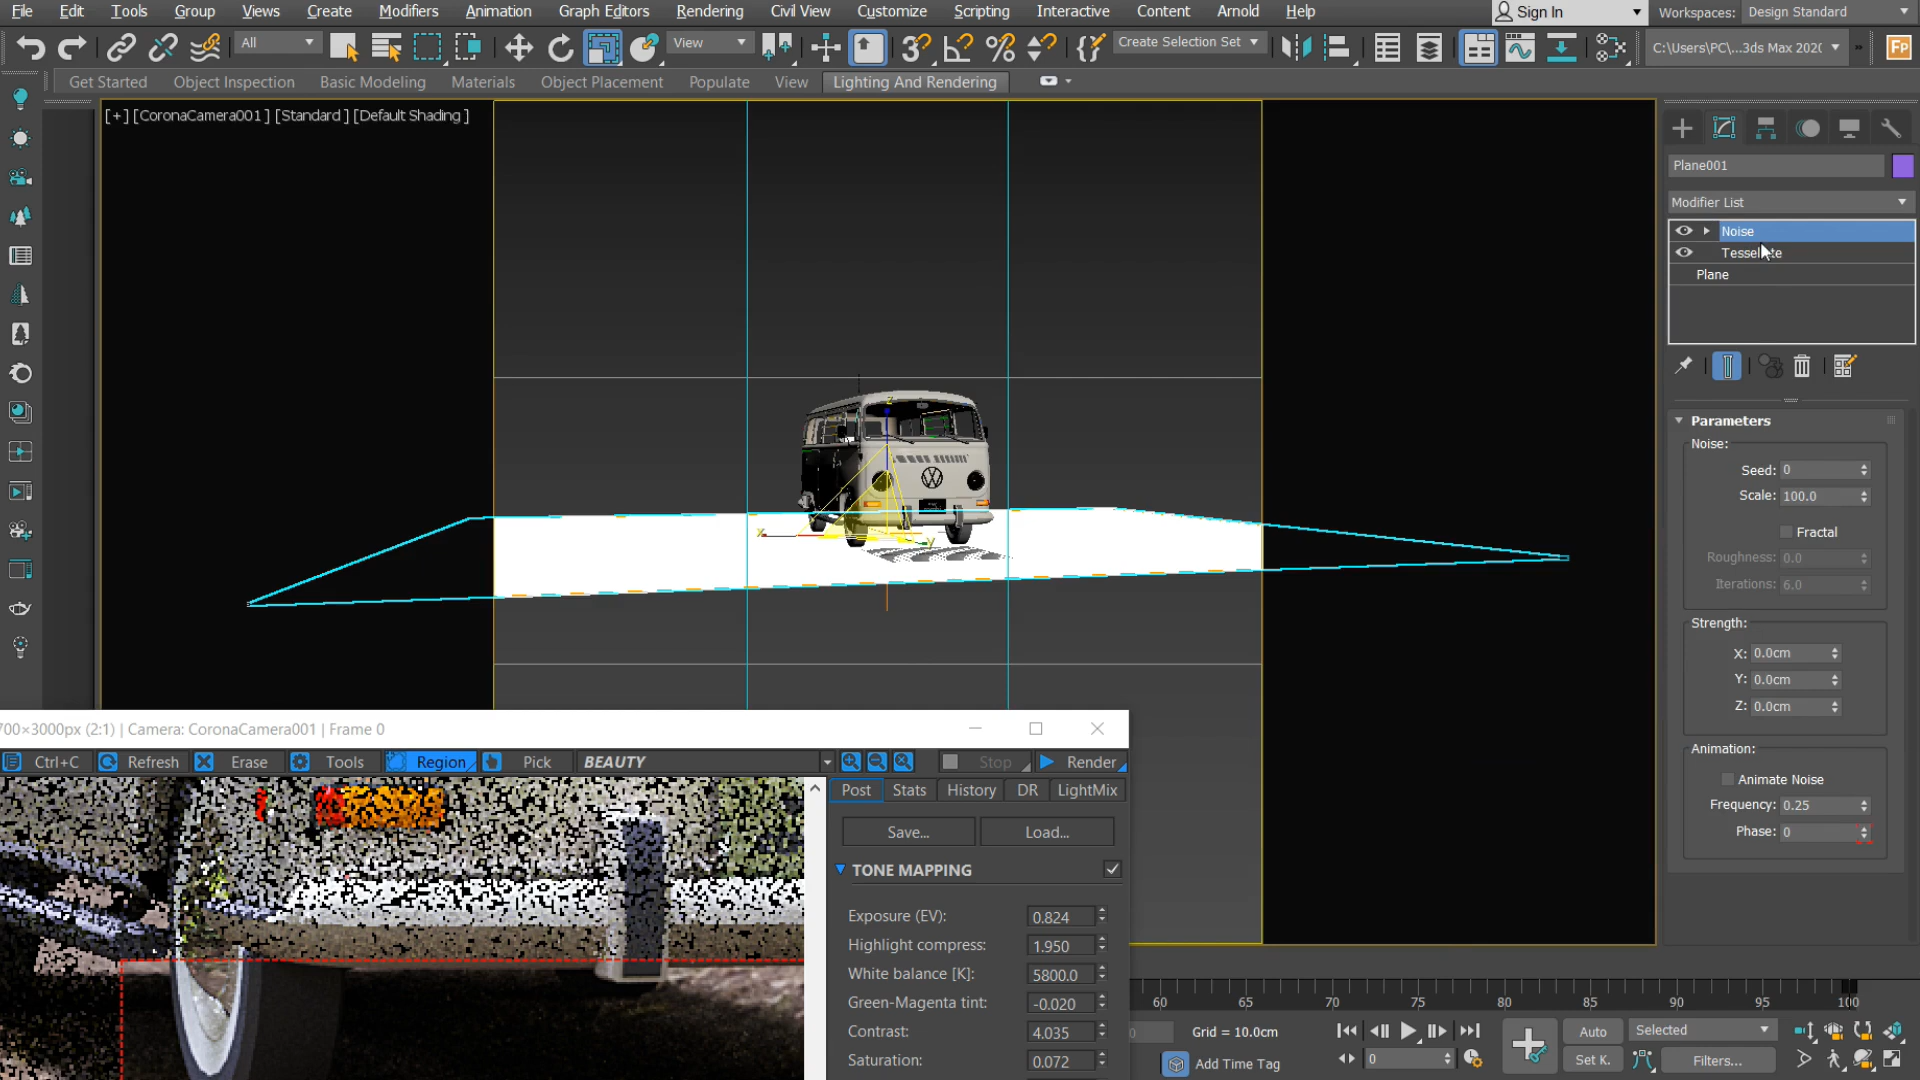 File Edit Tools Group Views Create Modifiers Animation Graph Editors Rendering Civil View Customize Scripting Interactive Content Arnold Help Sign In Workspaces: Design Standard
All View Create Selection Set C:\Users\PC\...3ds Max 202(
Get Started Object Inspection Basic Modeling Materials Object Placement Populate View Lighting And Rendering
[+] [CoronaCamera001 ] [Standard ] [Default Shading ]
Plane001
Modifier List
Noise
Plane
Parameters
Noise:
Seed: 0
Scale: 100.0
Fractal
Roughness: 0.0
Iterations: 6.0
Strength:
X: 0.0cm
Y: 0.0cm
Z: 0.0cm
Animation:
Animate Noise
Frequency: 0.25
Phase: 0
z
x
y
700×3000px (2:1) | Camera: CoronaCamera001 | Frame 0
Ctrl+C Refresh Erase Tools Region Pick BEAUTY Stop Render
Post Stats History DR LightMix
Save... Load...
TONE MAPPING
Exposure (EV): 0.824
Highlight compress: 1.950
White balance [K]: 5800.0
Green-Magenta tint: -0.020
Contrast: 4.035
Saturation: 0.072
60 65 70 75 80 85 90 95 100
0 Grid = 10.0cm Auto Selected
Add Time Tag 0 Set K. Filters...